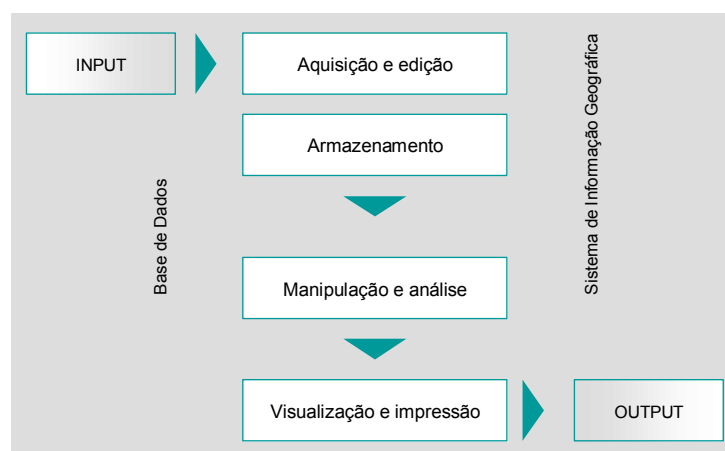 INPUT
Aquisição e edição
Armazenamento
Base de Dados
Sistema de Informação Geográfica
Manipulação e análise
Visualização e impressão
OUTPUT